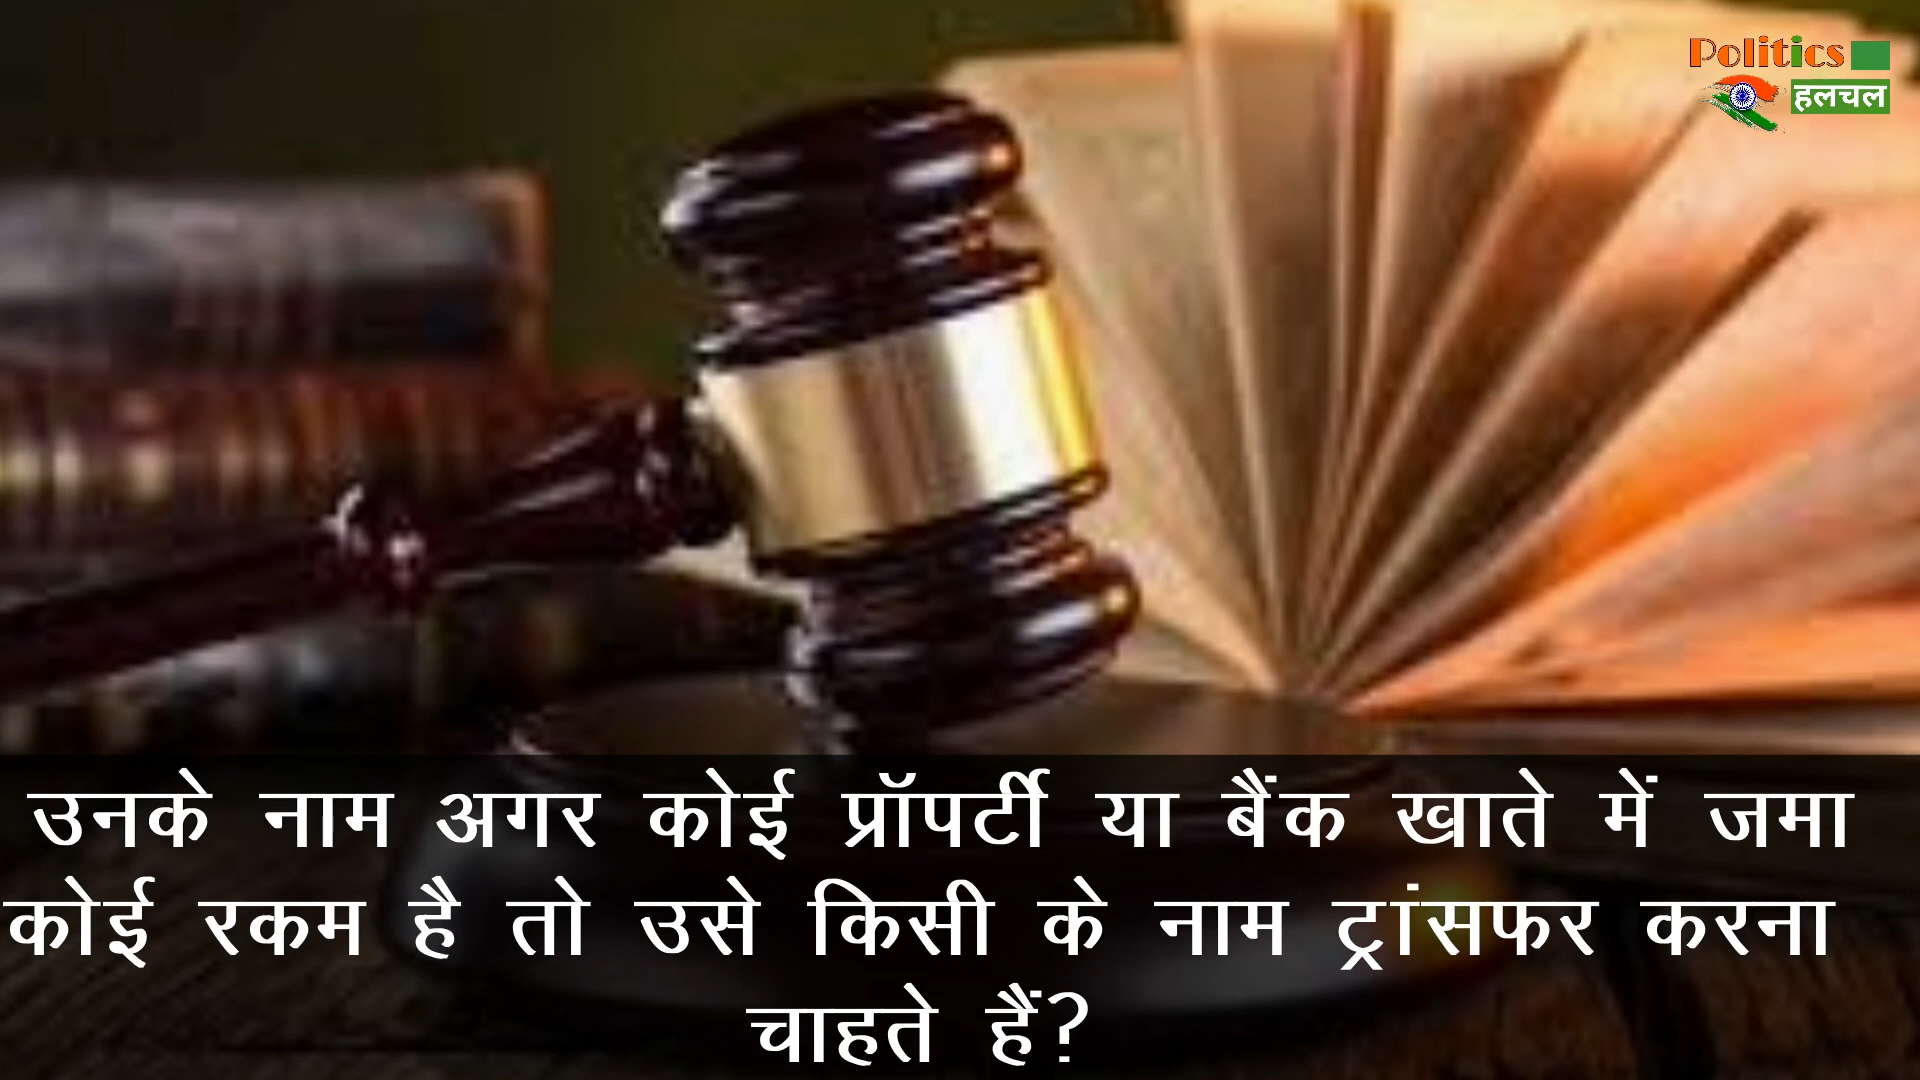 Politics
हलचल
उनके नाम अगर कोई प्रॉपर्टी या बैंक खाते में जमा
कोई रकम है तो उसे किसी के नाम ट्रांसफर करना
चाहते हैं?